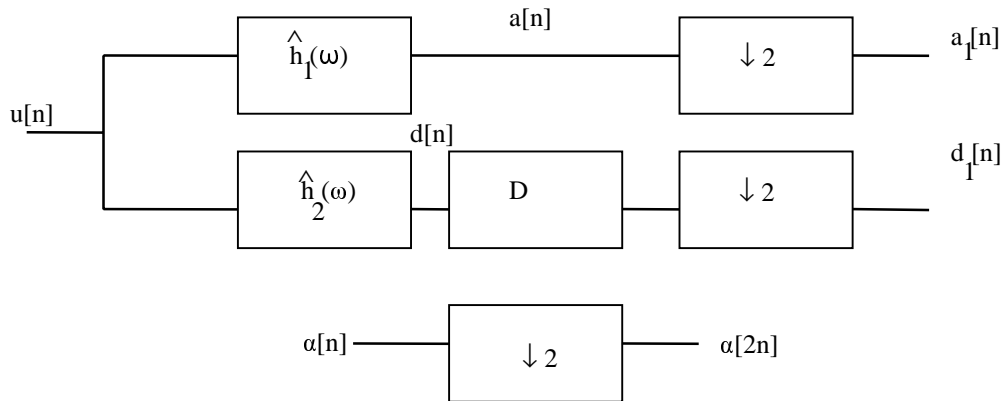 a[n]
ĥ₁(ω)
↓ 2
a₁[n]
u[n]
d[n]
d₁[n]
ĥ₂(ω)
D
↓ 2
α[n]
↓ 2
α[2n]